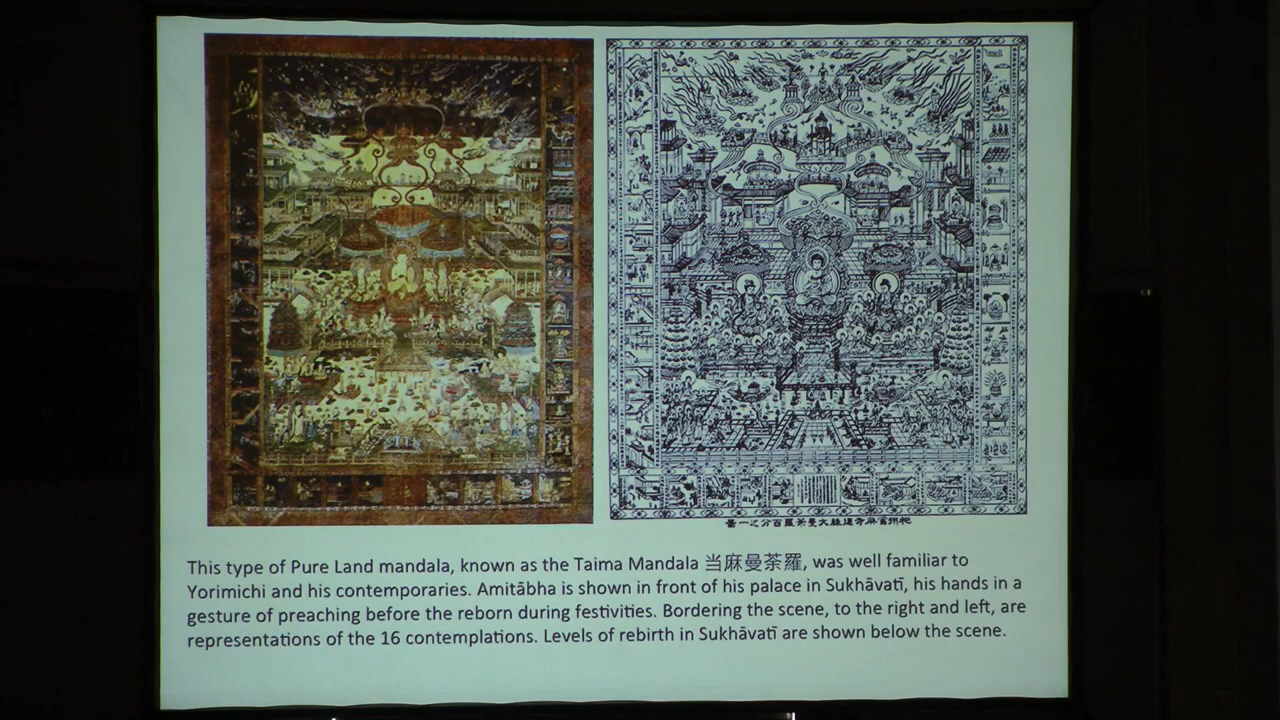 This type of Pure Land mandala, known as the Taima Mandala 当麻曼荼羅, was well familiar to
Yorimichi and his contemporaries. Amitābha is shown in front of his palace in Sukhāvatī, his hands in a
gesture of preaching before the reborn during festivities. Bordering the scene, to the right and left, are
representations of the 16 contemplations. Levels of rebirth in Sukhāvatī are shown below the scene.